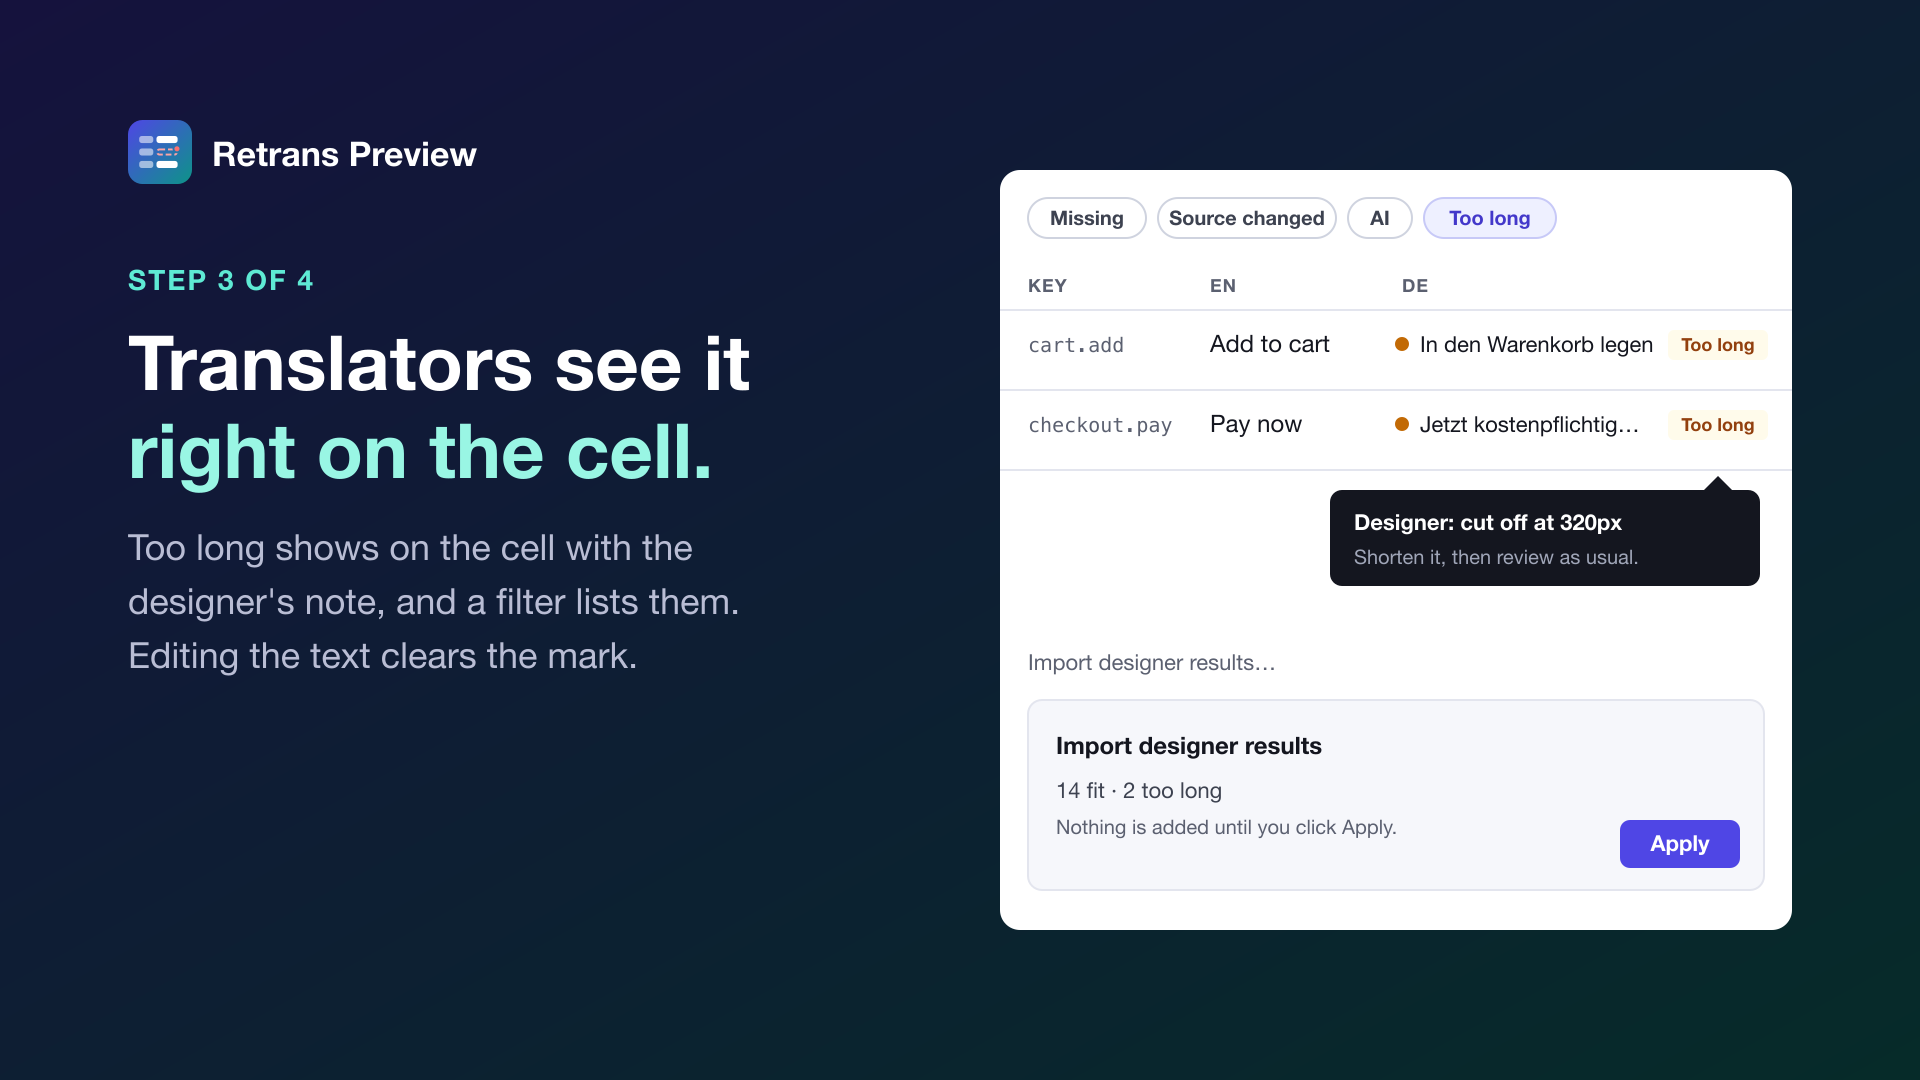 Retrans Preview
STEP 3 OF 4
Translators see it
right on the cell.
Too long shows on the cell with the
designer's note, and a filter lists them.
Editing the text clears the mark.
Missing Source changed AI Too long
KEY EN DE
cart.add Add to cart In den Warenkorb legen Too long
checkout.pay Pay now Jetzt kostenpflichtig… Too long
Designer: cut off at 320px
Shorten it, then review as usual.
Import designer results…
Import designer results
14 fit · 2 too long
Nothing is added until you click Apply.
Apply